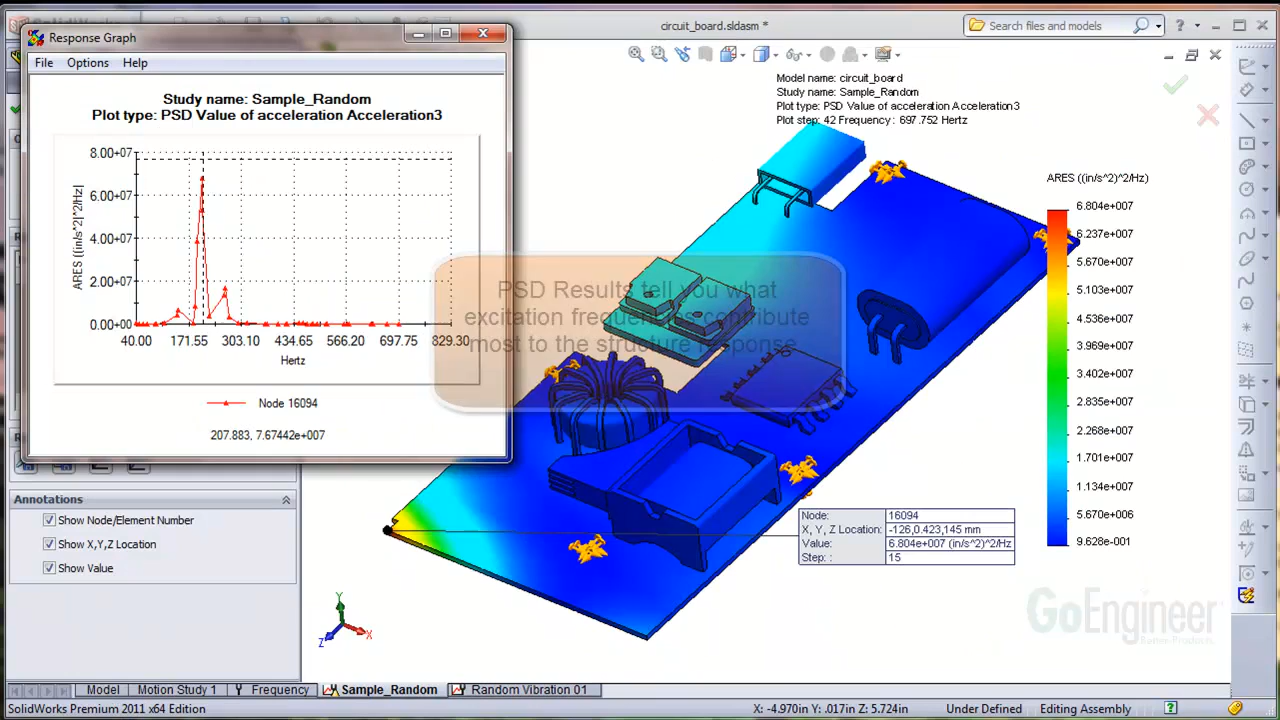 circuit_board.sldasm *
Search files and models
Response Graph
File Options Help
Study name: Sample_Random
Plot type: PSD Value of acceleration Acceleration3
8.00+07
6.00+07
4.00+07
2.00+07
0.00+00
ARES ((in/s^2)^2/Hz)
40.00 171.55 303.10 434.65 566.20 697.75 829.30
Hertz
Node 16094
207.883, 7.67442e+007
Model name: circuit_board
Study name: Sample_Random
Plot type: PSD Value of acceleration Acceleration3
Plot step: 42 Frequency: 697.752 Hertz
ARES ((in/s^2)^2/Hz)
6.804e+007
6.237e+007
5.670e+007
5.103e+007
4.536e+007
3.969e+007
3.402e+007
2.835e+007
2.268e+007
1.701e+007
1.134e+007
5.670e+006
9.628e-001
PSD Results tell you what
excitation frequencies contribute
most to the structure response
Node: 16094
X, Y, Z Location: -126,0.423,145 mm
Value: 6.804e+007 (in/s^2)^2/Hz
Step: : 15
Annotations
Show Node/Element Number
Show X,Y,Z Location
Show Value
Y
X
Z
GoEngineer
Model Motion Study 1 Frequency Sample_Random Random Vibration 01
SolidWorks Premium 2011 x64 Edition
X: -4.970in Y: .017in Z: 5.724in Under Defined Editing Assembly